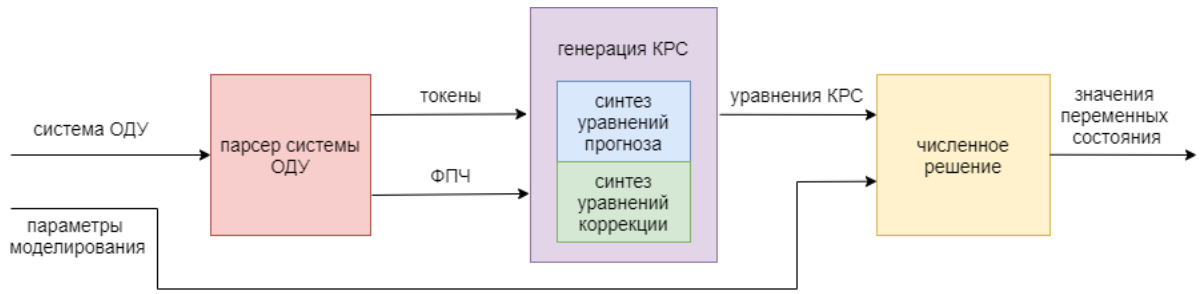 система ОДУ
параметры
моделирования
парсер системы
ОДУ
токены
ФПЧ
генерация КРС
синтез
уравнений
прогноза
синтез
уравнений
коррекции
уравнения КРС
численное
решение
значения
переменных
состояния